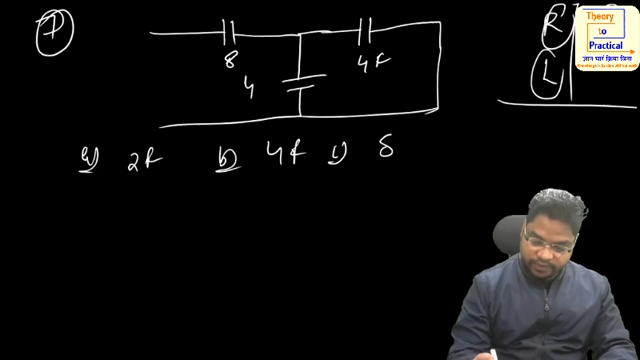 7
8
4F
4
a) 2F b) 4F c) 8
R
L
Theory
to
Practical
ज्ञान धारं क्रिया बिना